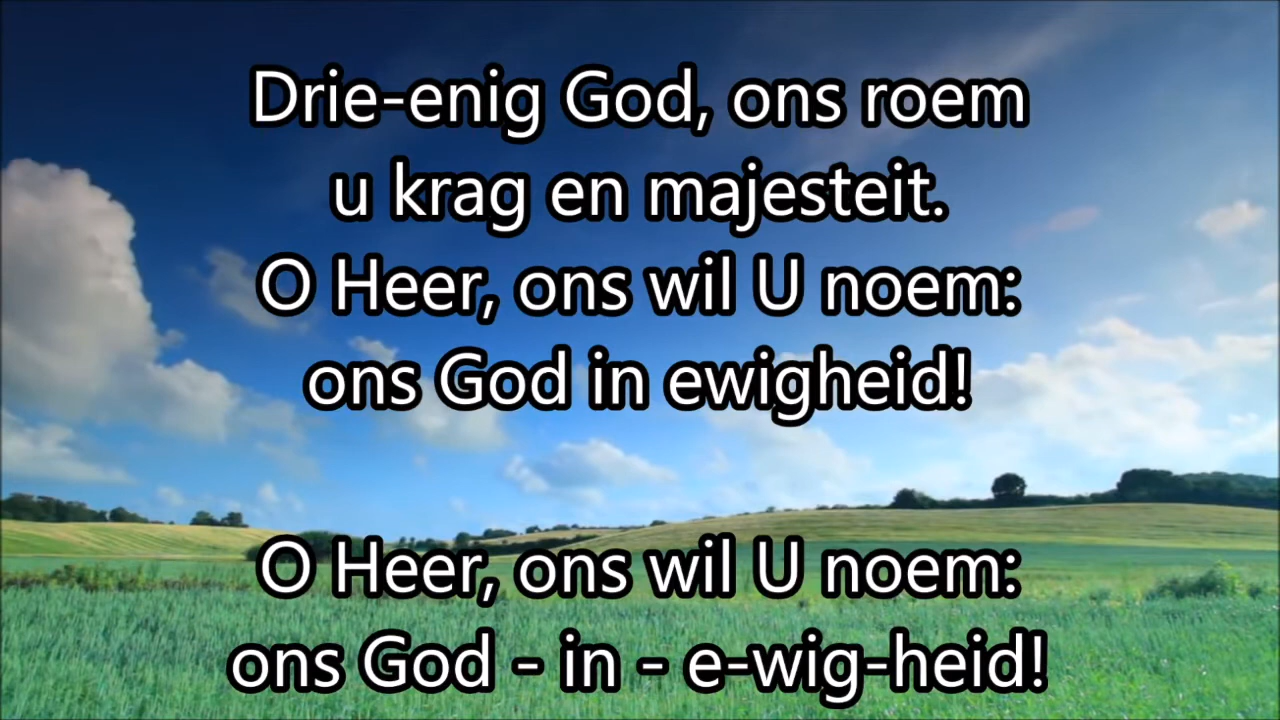 Drie-enig God, ons roem
u krag en majesteit.
O Heer, ons wil U noem:
ons God in ewigheid!
O Heer, ons wil U noem:
ons God - in - e-wig-heid!